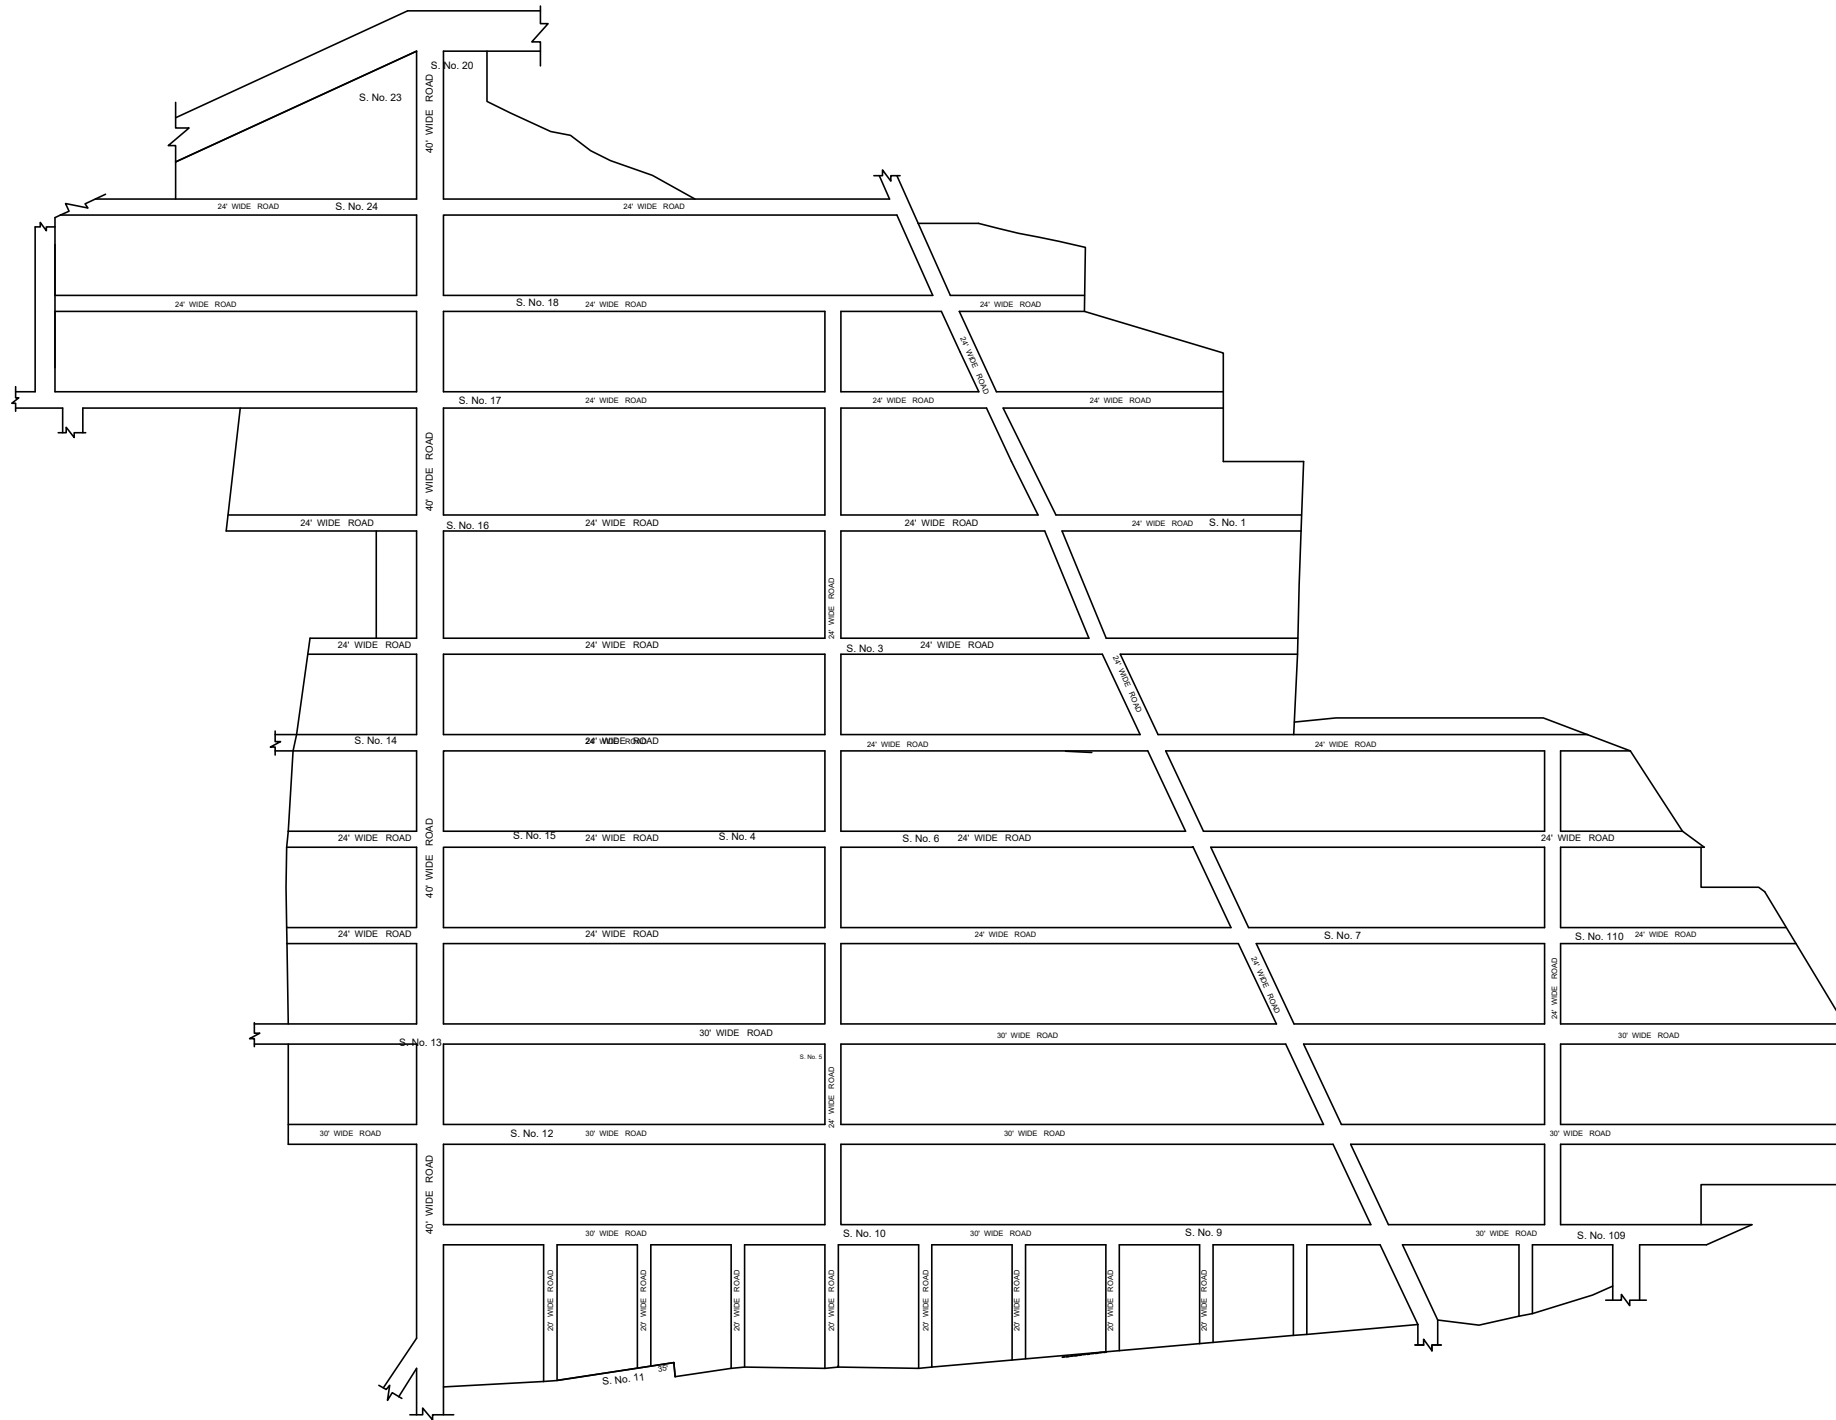 S. No. 20
S. No. 23
40' WIDE ROAD
24' WIDE ROAD
S. No. 24
24' WIDE ROAD
24' WIDE ROAD
S. No. 18
24' WIDE ROAD
24' WIDE ROAD
24' WIDE ROAD
S. No. 17
24' WIDE ROAD
24' WIDE ROAD
24' WIDE ROAD
40' WIDE ROAD
24' WIDE ROAD
S. No. 16
24' WIDE ROAD
24' WIDE ROAD
24' WIDE ROAD
S. No. 1
24' WIDE ROAD
24' WIDE ROAD
24' WIDE ROAD
S. No. 3
24' WIDE ROAD
24' WIDE ROAD
S. No. 14
24' WIDE ROAD
24' WIDE ROAD
24' WIDE ROAD
24' WIDE ROAD
40' WIDE ROAD
24' WIDE ROAD
S. No. 15
24' WIDE ROAD
S. No. 4
S. No. 6
24' WIDE ROAD
24' WIDE ROAD
24' WIDE ROAD
24' WIDE ROAD
24' WIDE ROAD
S. No. 7
S. No. 110
24' WIDE ROAD
24' WIDE ROAD
24' WIDE ROAD
S. No. 13
30' WIDE ROAD
30' WIDE ROAD
30' WIDE ROAD
S. No. 5
24' WIDE ROAD
30' WIDE ROAD
S. No. 12
30' WIDE ROAD
30' WIDE ROAD
30' WIDE ROAD
40' WIDE ROAD
30' WIDE ROAD
S. No. 10
30' WIDE ROAD
S. No. 9
30' WIDE ROAD
S. No. 109
20' WIDE ROAD
20' WIDE ROAD
20' WIDE ROAD
20' WIDE ROAD
20' WIDE ROAD
20' WIDE ROAD
20' WIDE ROAD
20' WIDE ROAD
35'
S. No. 11